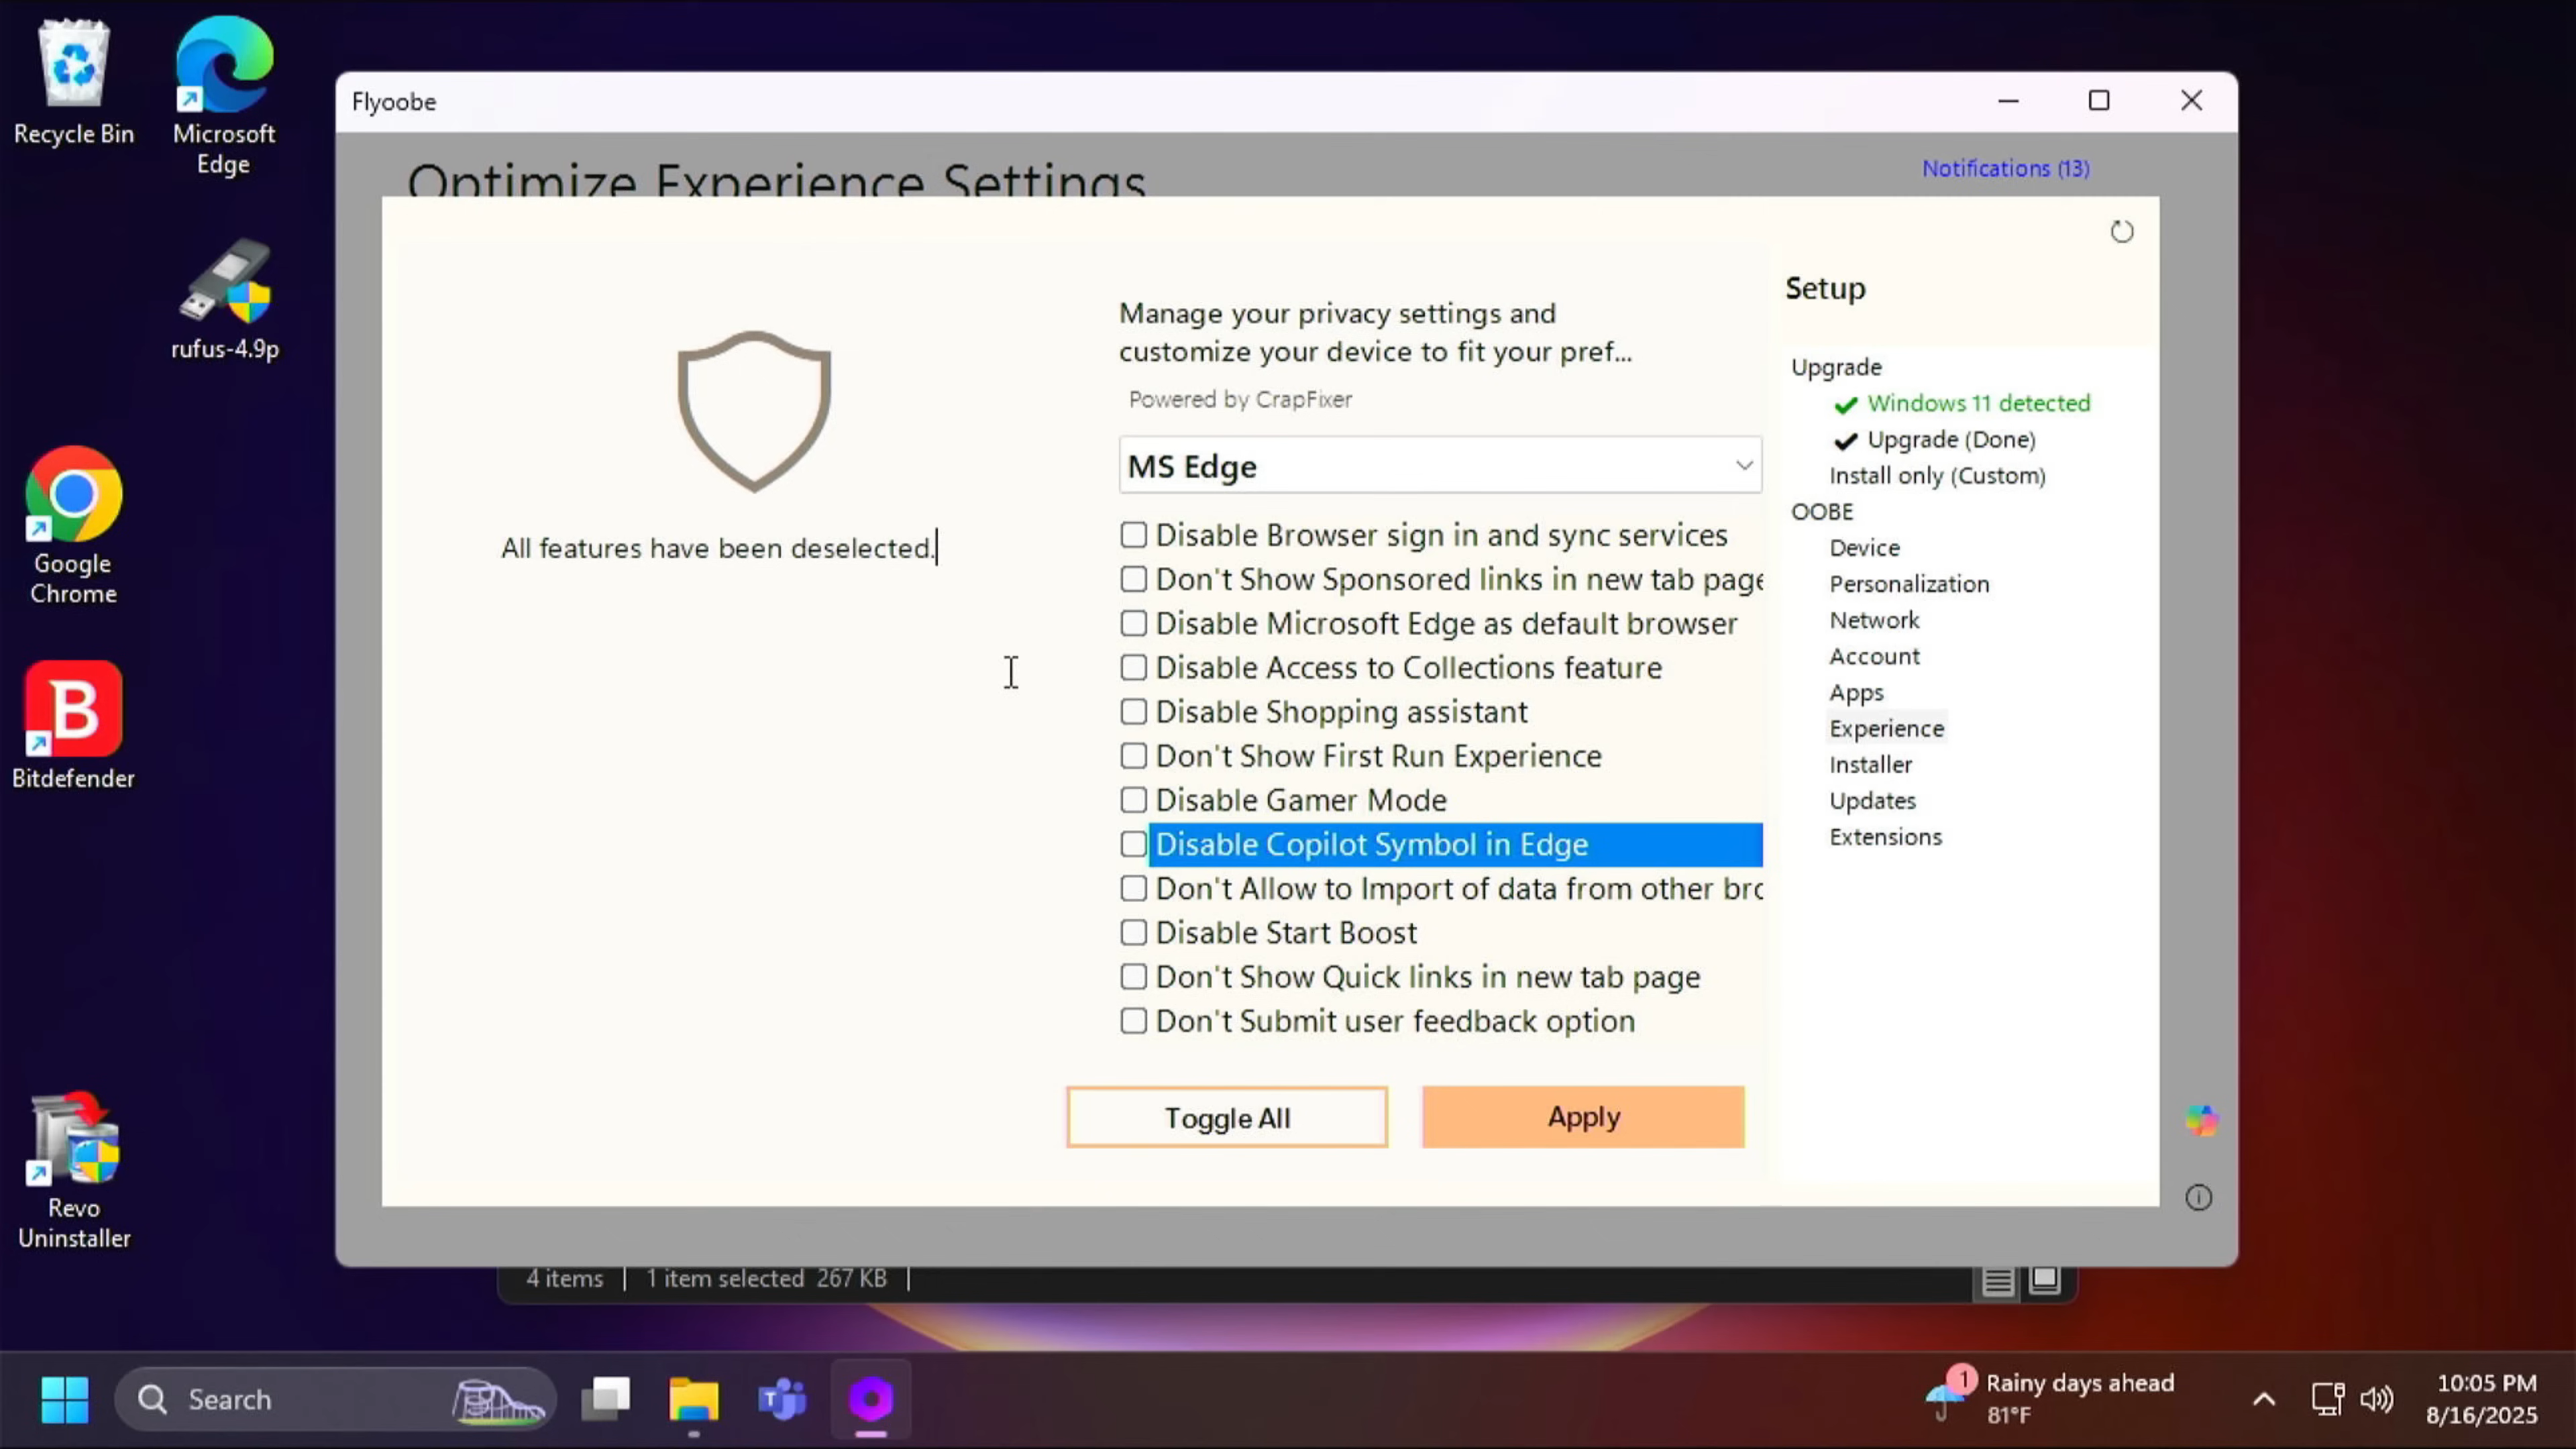 Recycle Bin
Microsoft
Edge
rufus-4.9p
Google
Chrome
Bitdefender
Revo
Uninstaller
Flyoobe
Optimize Experience Settings
Notifications (13)
All features have been deselected.
Manage your privacy settings and
customize your device to fit your pref...
Powered by CrapFixer
MS Edge
Disable Browser sign in and sync services
Don't Show Sponsored links in new tab page
Disable Microsoft Edge as default browser
Disable Access to Collections feature
Disable Shopping assistant
Don't Show First Run Experience
Disable Gamer Mode
Disable Copilot Symbol in Edge
Don't Allow to Import of data from other bro
Disable Start Boost
Don't Show Quick links in new tab page
Don't Submit user feedback option
Toggle All
Apply
Setup
Upgrade
Windows 11 detected
Upgrade (Done)
Install only (Custom)
OOBE
Device
Personalization
Network
Account
Apps
Experience
Installer
Updates
Extensions
4 items | 1 item selected 267 KB |
Search
1
Rainy days ahead
81°F
10:05 PM
8/16/2025